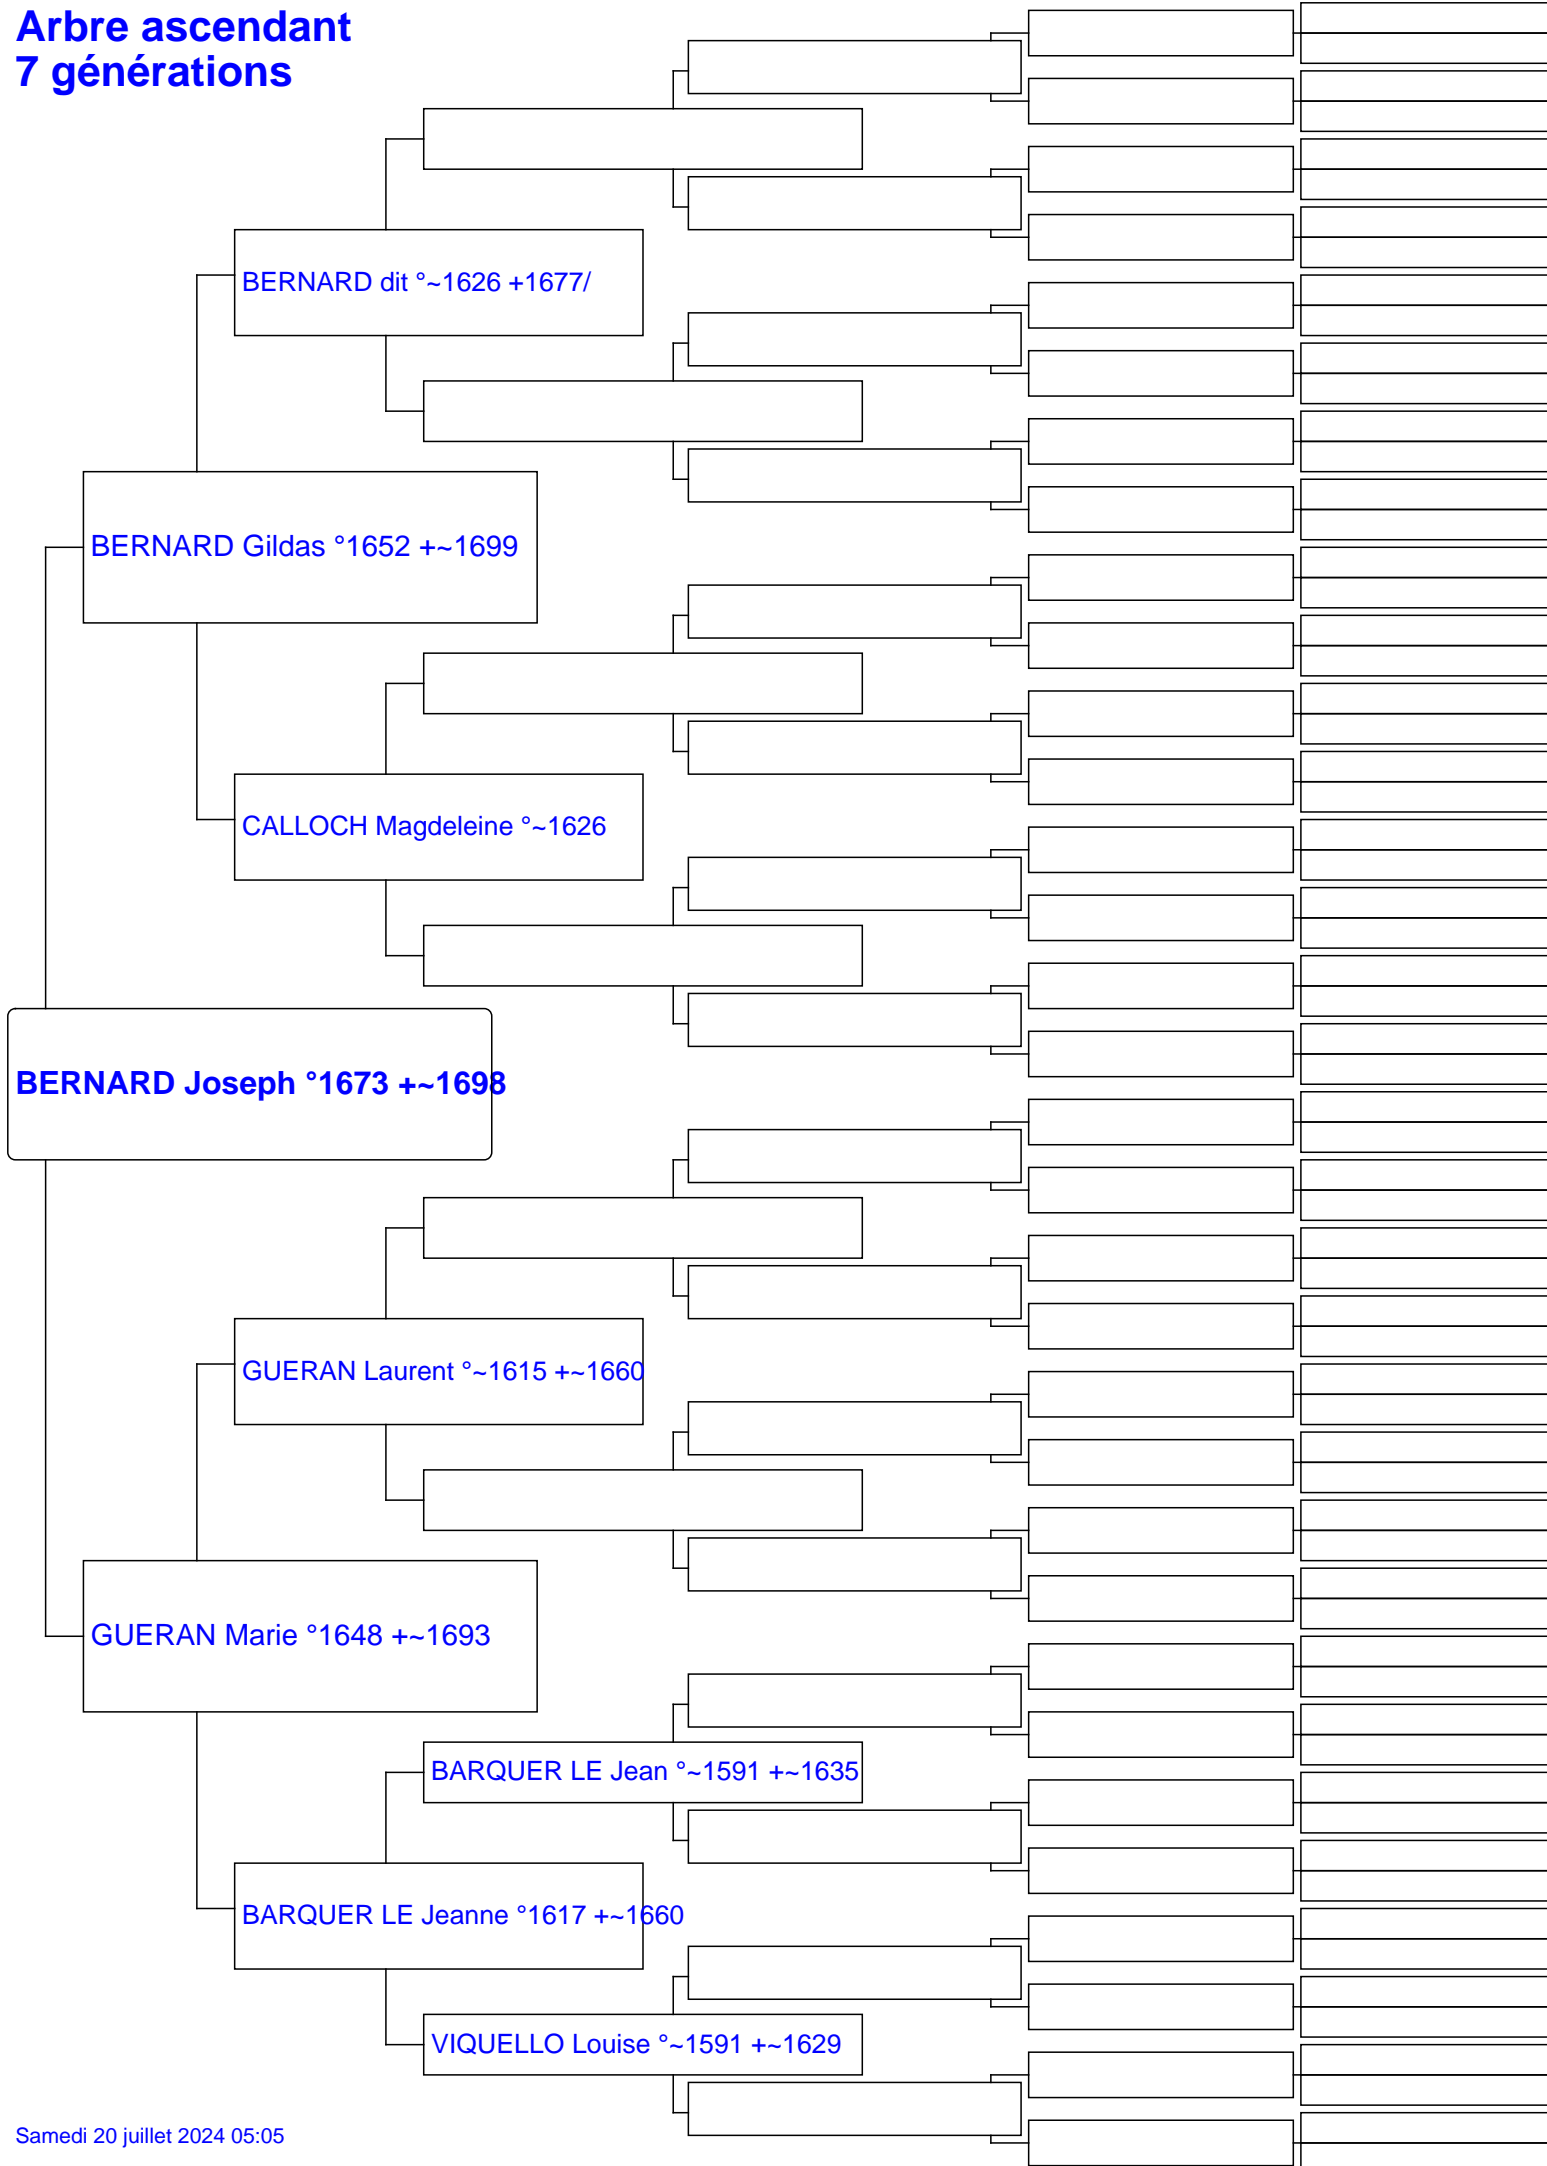 Arbre ascendant
7 générations
BERNARD dit °~1626 +1677/
BERNARD Gildas °1652 +~1699
CALLOCH Magdeleine °~1626
BERNARD Joseph °1673 +~1698
GUERAN Laurent °~1615 +~1660
GUERAN Marie °1648 +~1693
BARQUER LE Jean °~1591 +~1635
BARQUER LE Jeanne °1617 +~1660
VIQUELLO Louise °~1591 +~1629
Samedi 20 juillet 2024 05:05